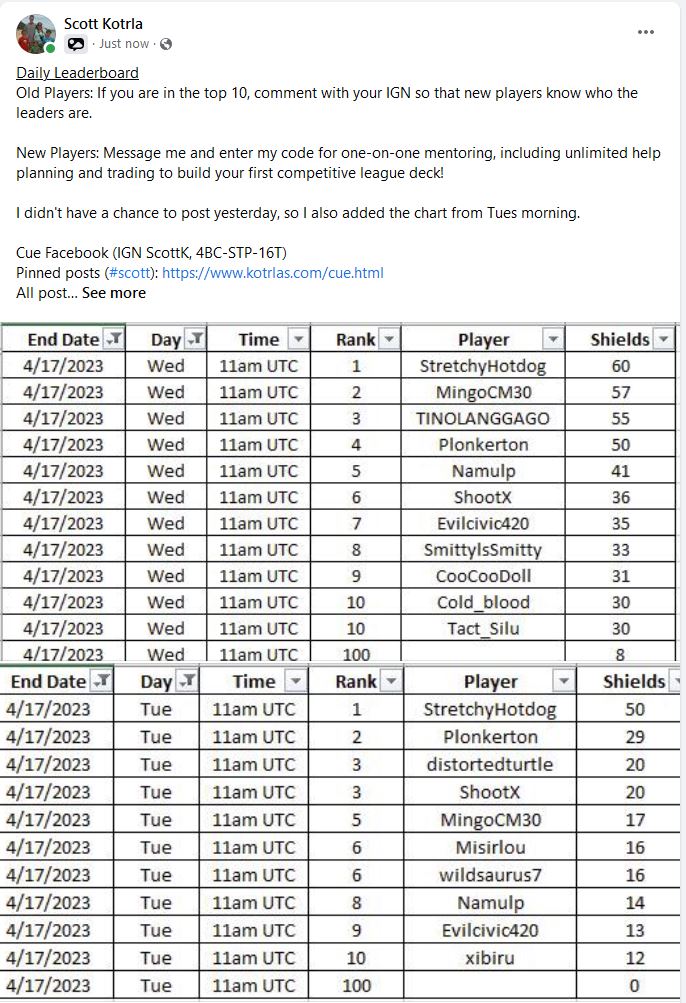 Scott Kotrla
· Just now ·
Daily Leaderboard
Old Players: If you are in the top 10, comment with your IGN so that new players know who the
leaders are.
New Players: Message me and enter my code for one-on-one mentoring, including unlimited help
planning and trading to build your first competitive league deck!
I didn't have a chance to post yesterday, so I also added the chart from Tues morning.
Cue Facebook (IGN ScottK, 4BC-STP-16T)
Pinned posts (#scott): https://www.kotrlas.com/cue.html
All post... See more
End Date Day Time Rank Player Shields
4/17/2023 Wed 11am UTC 1 StretchyHotdog 60
4/17/2023 Wed 11am UTC 2 MingoCM30 57
4/17/2023 Wed 11am UTC 3 TINOLANGGAGO 55
4/17/2023 Wed 11am UTC 4 Plonkerton 50
4/17/2023 Wed 11am UTC 5 Namulp 41
4/17/2023 Wed 11am UTC 6 ShootX 36
4/17/2023 Wed 11am UTC 7 Evilcivic420 35
4/17/2023 Wed 11am UTC 8 SmittyIsSmitty 33
4/17/2023 Wed 11am UTC 9 CooCooDoll 31
4/17/2023 Wed 11am UTC 10 Cold_blood 30
4/17/2023 Wed 11am UTC 10 Tact_Silu 30
4/17/2023 Wed 11am UTC 100 8
End Date Day Time Rank Player Shields
4/17/2023 Tue 11am UTC 1 StretchyHotdog 50
4/17/2023 Tue 11am UTC 2 Plonkerton 29
4/17/2023 Tue 11am UTC 3 distortedturtle 20
4/17/2023 Tue 11am UTC 3 ShootX 20
4/17/2023 Tue 11am UTC 5 MingoCM30 17
4/17/2023 Tue 11am UTC 6 Misirlou 16
4/17/2023 Tue 11am UTC 6 wildsaurus7 16
4/17/2023 Tue 11am UTC 8 Namulp 14
4/17/2023 Tue 11am UTC 9 Evilcivic420 13
4/17/2023 Tue 11am UTC 10 xibiru 12
4/17/2023 Tue 11am UTC 100 0